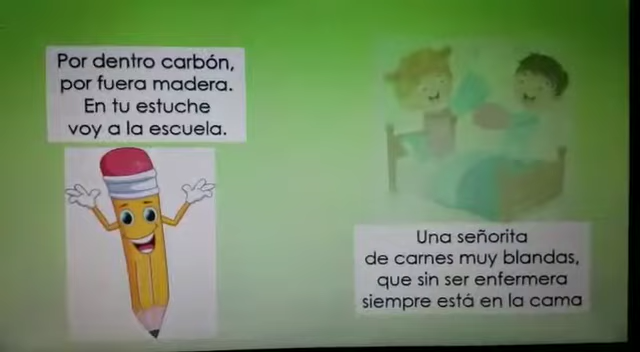 Por dentro carbón,
por fuera madera.
En tu estuche
voy a la escuela.
Una señorita
de carnes muy blandas,
que sin ser enfermera
siempre está en la cama